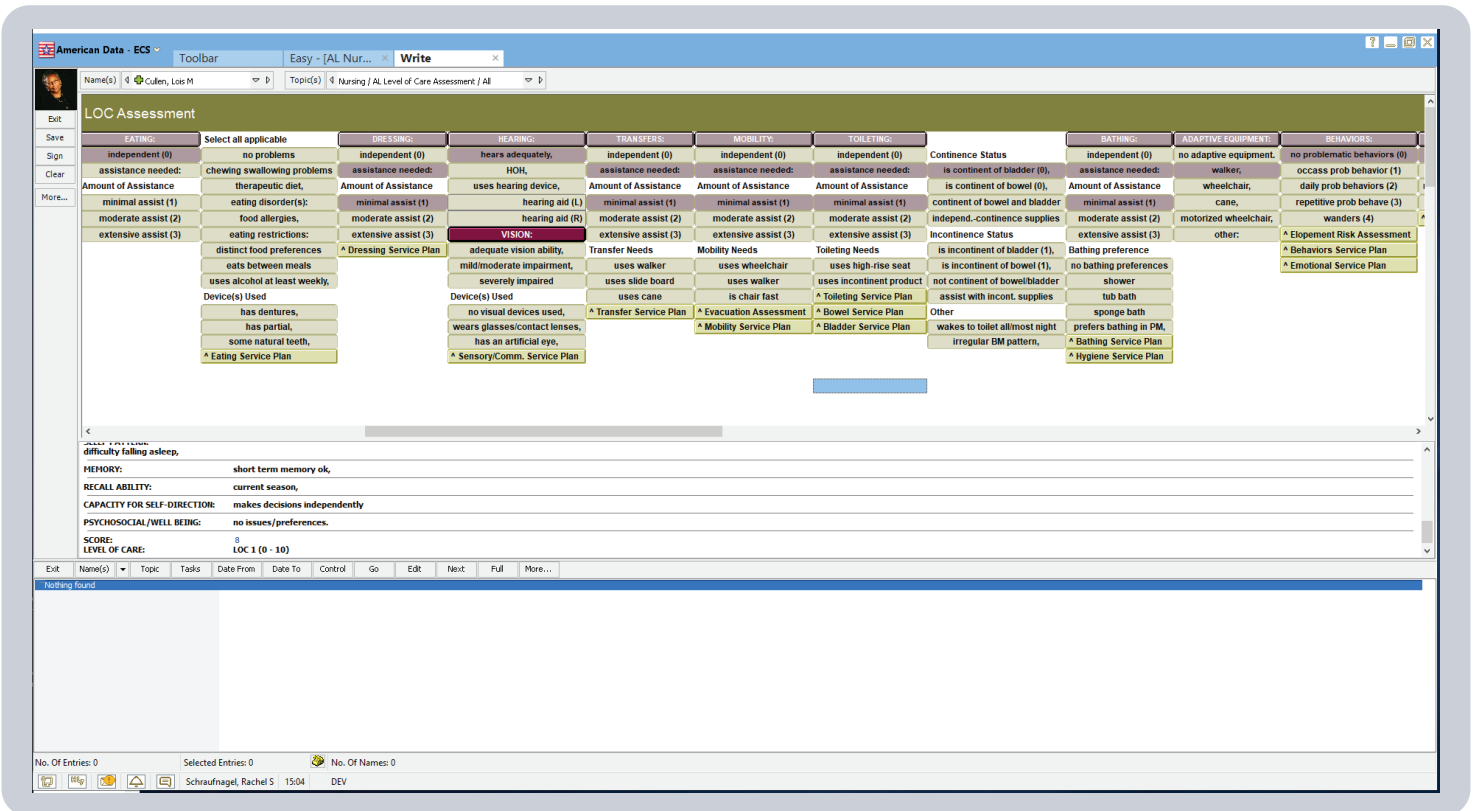 American Data - ECS
Toolbar
Easy - [AL Nur...
Write
Name(s) Cullen, Lois M
Topic(s) Nursing / AL Level of Care Assessment / All
Exit
Save
Sign
Clear
More...
LOC Assessment
EATING:
independent (0)
assistance needed:
Amount of Assistance
minimal assist (1)
moderate assist (2)
extensive assist (3)
Select all applicable
no problems
chewing swallowing problems
therapeutic diet,
eating disorder(s):
food allergies,
eating restrictions:
distinct food preferences
eats between meals
uses alcohol at least weekly,
Device(s) Used
has dentures,
has partial,
some natural teeth,
^ Eating Service Plan
DRESSING:
independent (0)
assistance needed:
Amount of Assistance
minimal assist (1)
moderate assist (2)
extensive assist (3)
^ Dressing Service Plan
HEARING:
hears adequately,
HOH,
uses hearing device,
hearing aid (L)
hearing aid (R)
VISION:
adequate vision ability,
mild/moderate impairment,
severely impaired
Device(s) Used
no visual devices used,
wears glasses/contact lenses,
has an artificial eye,
^ Sensory/Comm. Service Plan
TRANSFERS:
independent (0)
assistance needed:
Amount of Assistance
minimal assist (1)
moderate assist (2)
extensive assist (3)
Transfer Needs
uses walker
uses slide board
uses cane
^ Transfer Service Plan
MOBILITY:
independent (0)
assistance needed:
Amount of Assistance
minimal assist (1)
moderate assist (2)
extensive assist (3)
Mobility Needs
uses wheelchair
uses walker
is chair fast
^ Evacuation Assessment
^ Mobility Service Plan
TOILETING:
independent (0)
assistance needed:
Amount of Assistance
minimal assist (1)
moderate assist (2)
extensive assist (3)
Toileting Needs
uses high-rise seat
uses incontinent product
^ Toileting Service Plan
^ Bowel Service Plan
^ Bladder Service Plan
Continence Status
is continent of bladder (0),
is continent of bowel (0),
continent of bowel and bladder
independ.-continence supplies
Incontinence Status
is incontinent of bladder (1),
is incontinent of bowel (1),
not continent of bowel/bladder
assist with incont. supplies
Other
wakes to toilet all/most night
irregular BM pattern,
BATHING:
independent (0)
assistance needed:
Amount of Assistance
minimal assist (1)
moderate assist (2)
extensive assist (3)
Bathing preference
no bathing preferences
shower
tub bath
sponge bath
prefers bathing in PM,
^ Bathing Service Plan
^ Hygiene Service Plan
ADAPTIVE EQUIPMENT:
no adaptive equipment.
walker,
wheelchair,
cane,
motorized wheelchair,
other:
BEHAVIORS:
no problematic behaviors (0)
occass prob behavior (1)
daily prob behaviors (2)
repetitive prob behave (3)
wanders (4)
^ Elopement Risk Assessment
^ Behaviors Service Plan
^ Emotional Service Plan
difficulty falling asleep,
MEMORY: short term memory ok,
RECALL ABILITY: current season,
CAPACITY FOR SELF-DIRECTION: makes decisions independently
PSYCHOSOCIAL/WELL BEING: no issues/preferences.
SCORE: 8
LEVEL OF CARE: LOC 1 (0 - 10)
Exit Name(s) Topic Tasks Date From Date To Control Go Edit Next Full More...
Nothing found
No. Of Entries: 0 Selected Entries: 0 No. Of Names: 0
Schraufnagel, Rachel S 15:04 DEV